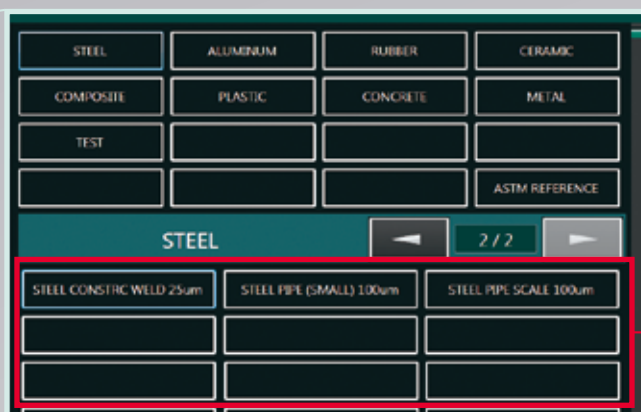 STEEL ALUMINUM RUBBER CERAMIC
COMPOSITE PLASTIC CONCRETE METAL
TEST
ASTM REFERENCE
STEEL 2/2
STEEL CONSTRC WELD 25um STEEL PIPE (SMALL) 100um STEEL PIPE SCALE 100um